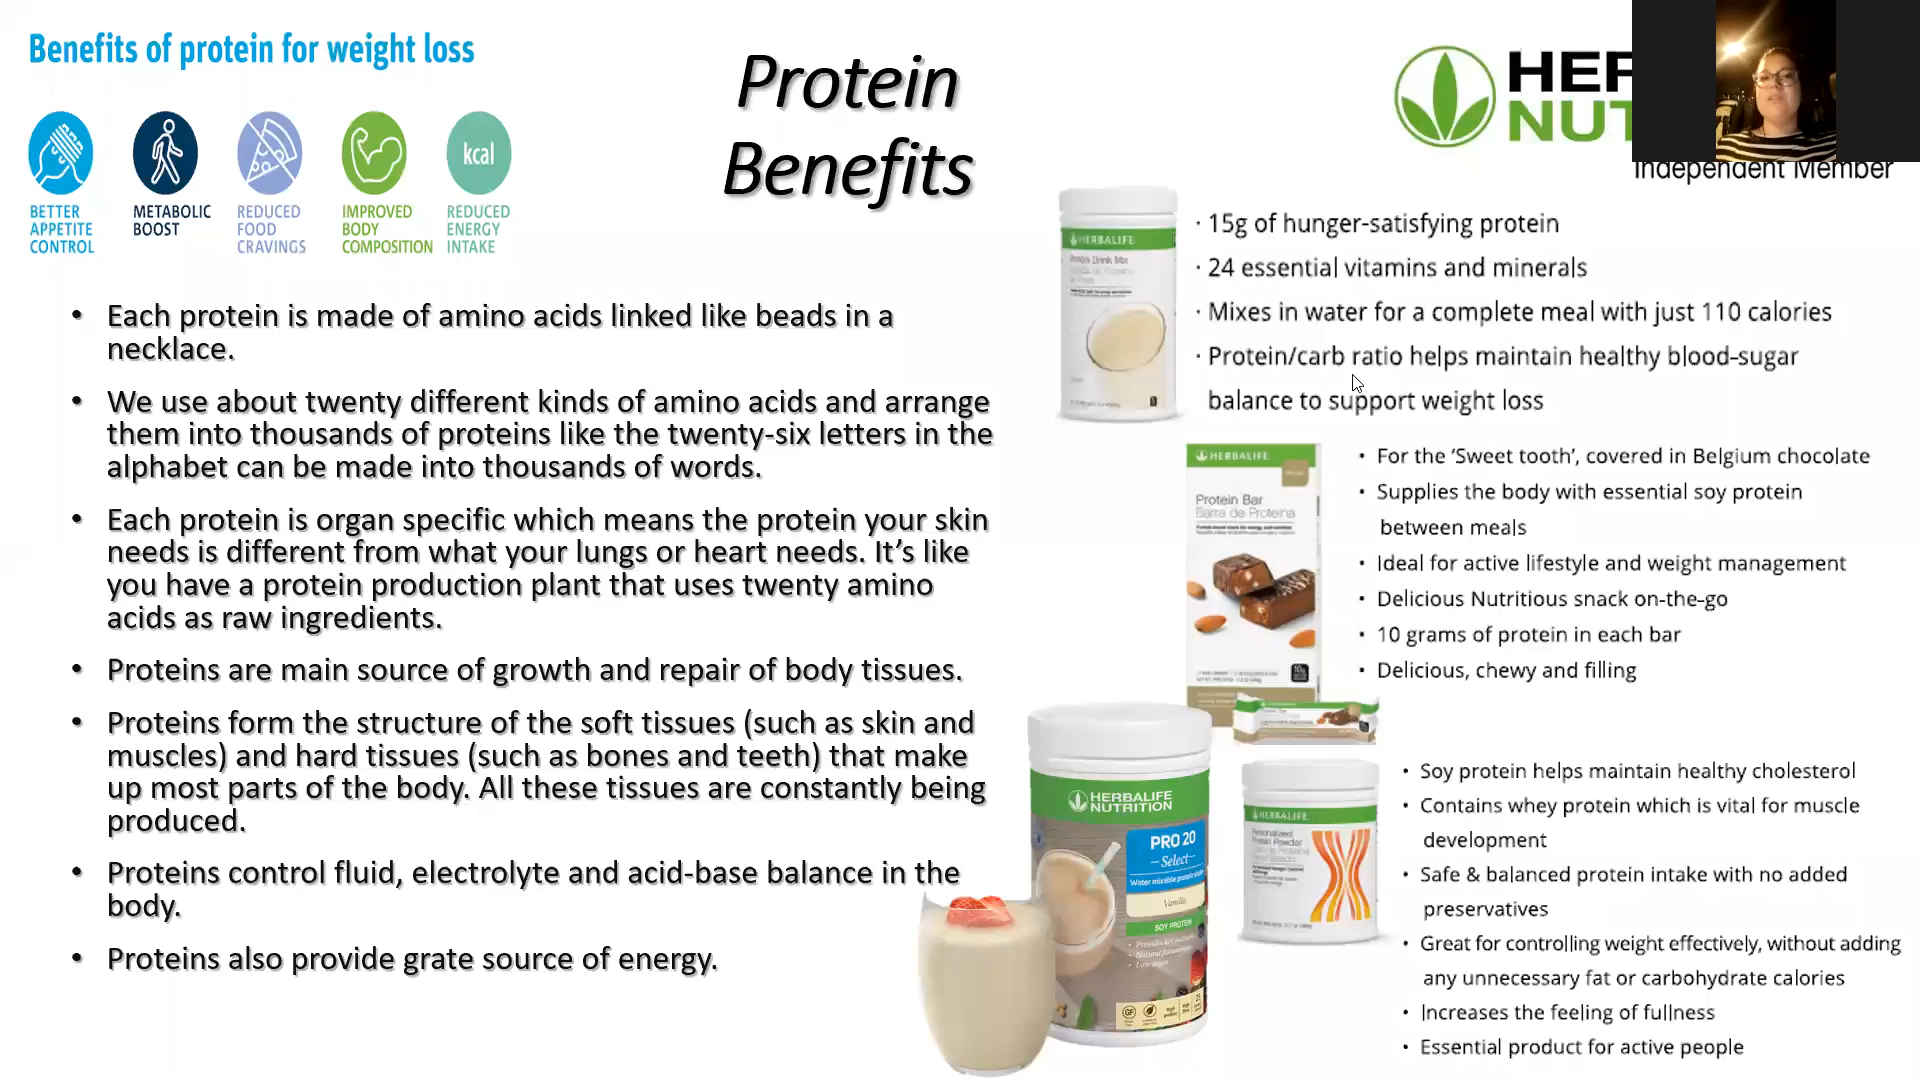 Benefits of protein for weight loss
BETTER
APPETITE
CONTROL
METABOLIC
BOOST
REDUCED
FOOD
CRAVINGS
IMPROVED
BODY
COMPOSITION
kcal
REDUCED
ENERGY
INTAKE
Protein
Benefits
• Each protein is made of amino acids linked like beads in a
necklace.
• We use about twenty different kinds of amino acids and arrange
them into thousands of proteins like the twenty-six letters in the
alphabet can be made into thousands of words.
• Each protein is organ specific which means the protein your skin
needs is different from what your lungs or heart needs. It’s like
you have a protein production plant that uses twenty amino
acids as raw ingredients.
• Proteins are main source of growth and repair of body tissues.
• Proteins form the structure of the soft tissues (such as skin and
muscles) and hard tissues (such as bones and teeth) that make
up most parts of the body. All these tissues are constantly being
produced.
• Proteins control fluid, electrolyte and acid-base balance in the
body.
• Proteins also provide grate source of energy.
HER
NUT
Independent Member
HERBALIFE
Protein Drink Mix
· 15g of hunger-satisfying protein
· 24 essential vitamins and minerals
· Mixes in water for a complete meal with just 110 calories
· Protein/carb ratio helps maintain healthy blood-sugar
balance to support weight loss
HERBALIFE
Protein Bar
Barra de Proteína
• For the ‘Sweet tooth’, covered in Belgium chocolate
• Supplies the body with essential soy protein
between meals
• Ideal for active lifestyle and weight management
• Delicious Nutritious snack on-the-go
• 10 grams of protein in each bar
• Delicious, chewy and filling
HERBALIFE
NUTRITION
PRO 20
Select
Water mixable protein shake
Vanilla
SOY PROTEIN
GF
HERBALIFE
Personalized
Protein Powder
• Soy protein helps maintain healthy cholesterol
• Contains whey protein which is vital for muscle
development
• Safe & balanced protein intake with no added
preservatives
• Great for controlling weight effectively, without adding
any unnecessary fat or carbohydrate calories
• Increases the feeling of fullness
• Essential product for active people